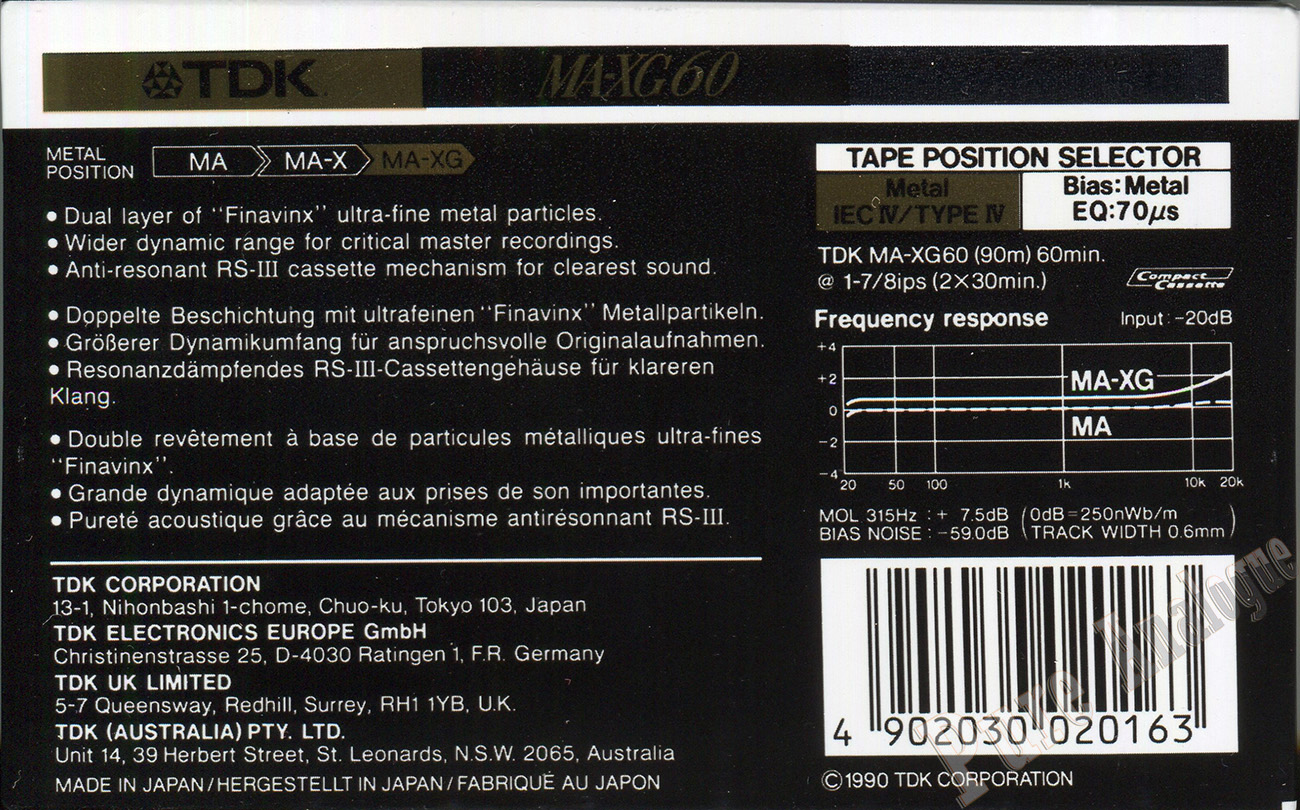 TDK MA-XG60
METAL
POSITION
MA MA-X MA-XG
• Dual layer of "Finavinx" ultra-fine metal particles.
• Wider dynamic range for critical master recordings.
• Anti-resonant RS-III cassette mechanism for clearest sound.
• Doppelte Beschichtung mit ultrafeinen "Finavinx" Metallpartikeln.
• Größerer Dynamikumfang für anspruchsvolle Originalaufnahmen.
• Resonanzdämpfendes RS-III-Cassettengehäuse für klareren
Klang.
• Double revêtement à base de particules métalliques ultra-fines
"Finavinx".
• Grande dynamique adaptée aux prises de son importantes.
• Pureté acoustique grâce au mécanisme antirésonnant RS-III.
TDK CORPORATION
13-1, Nihonbashi 1-chome, Chuo-ku, Tokyo 103, Japan
TDK ELECTRONICS EUROPE GmbH
Christinenstrasse 25, D-4030 Ratingen 1, F.R. Germany
TDK UK LIMITED
5-7 Queensway, Redhill, Surrey, RH1 1YB, U.K.
TDK (AUSTRALIA) PTY. LTD.
Unit 14, 39 Herbert Street, St. Leonards, N.S.W. 2065, Australia
MADE IN JAPAN/HERGESTELLT IN JAPAN/FABRIQUÉ AU JAPON
TAPE POSITION SELECTOR
Metal
IEC IV/TYPE IV
Bias:Metal
EQ:70μs
TDK MA-XG60 (90m) 60min.
@ 1-7/8ips (2×30min.)
Compact
Cassette
Frequency response Input:-20dB
+4
+2
0
-2
-4
MA-XG
MA
20 50 100 1k 10k 20k
MOL 315Hz : + 7.5dB (0dB=250nWb/m
BIAS NOISE : -59.0dB TRACK WIDTH 0.6mm)
4 902030 020163
©1990 TDK CORPORATION
Pure Analogue